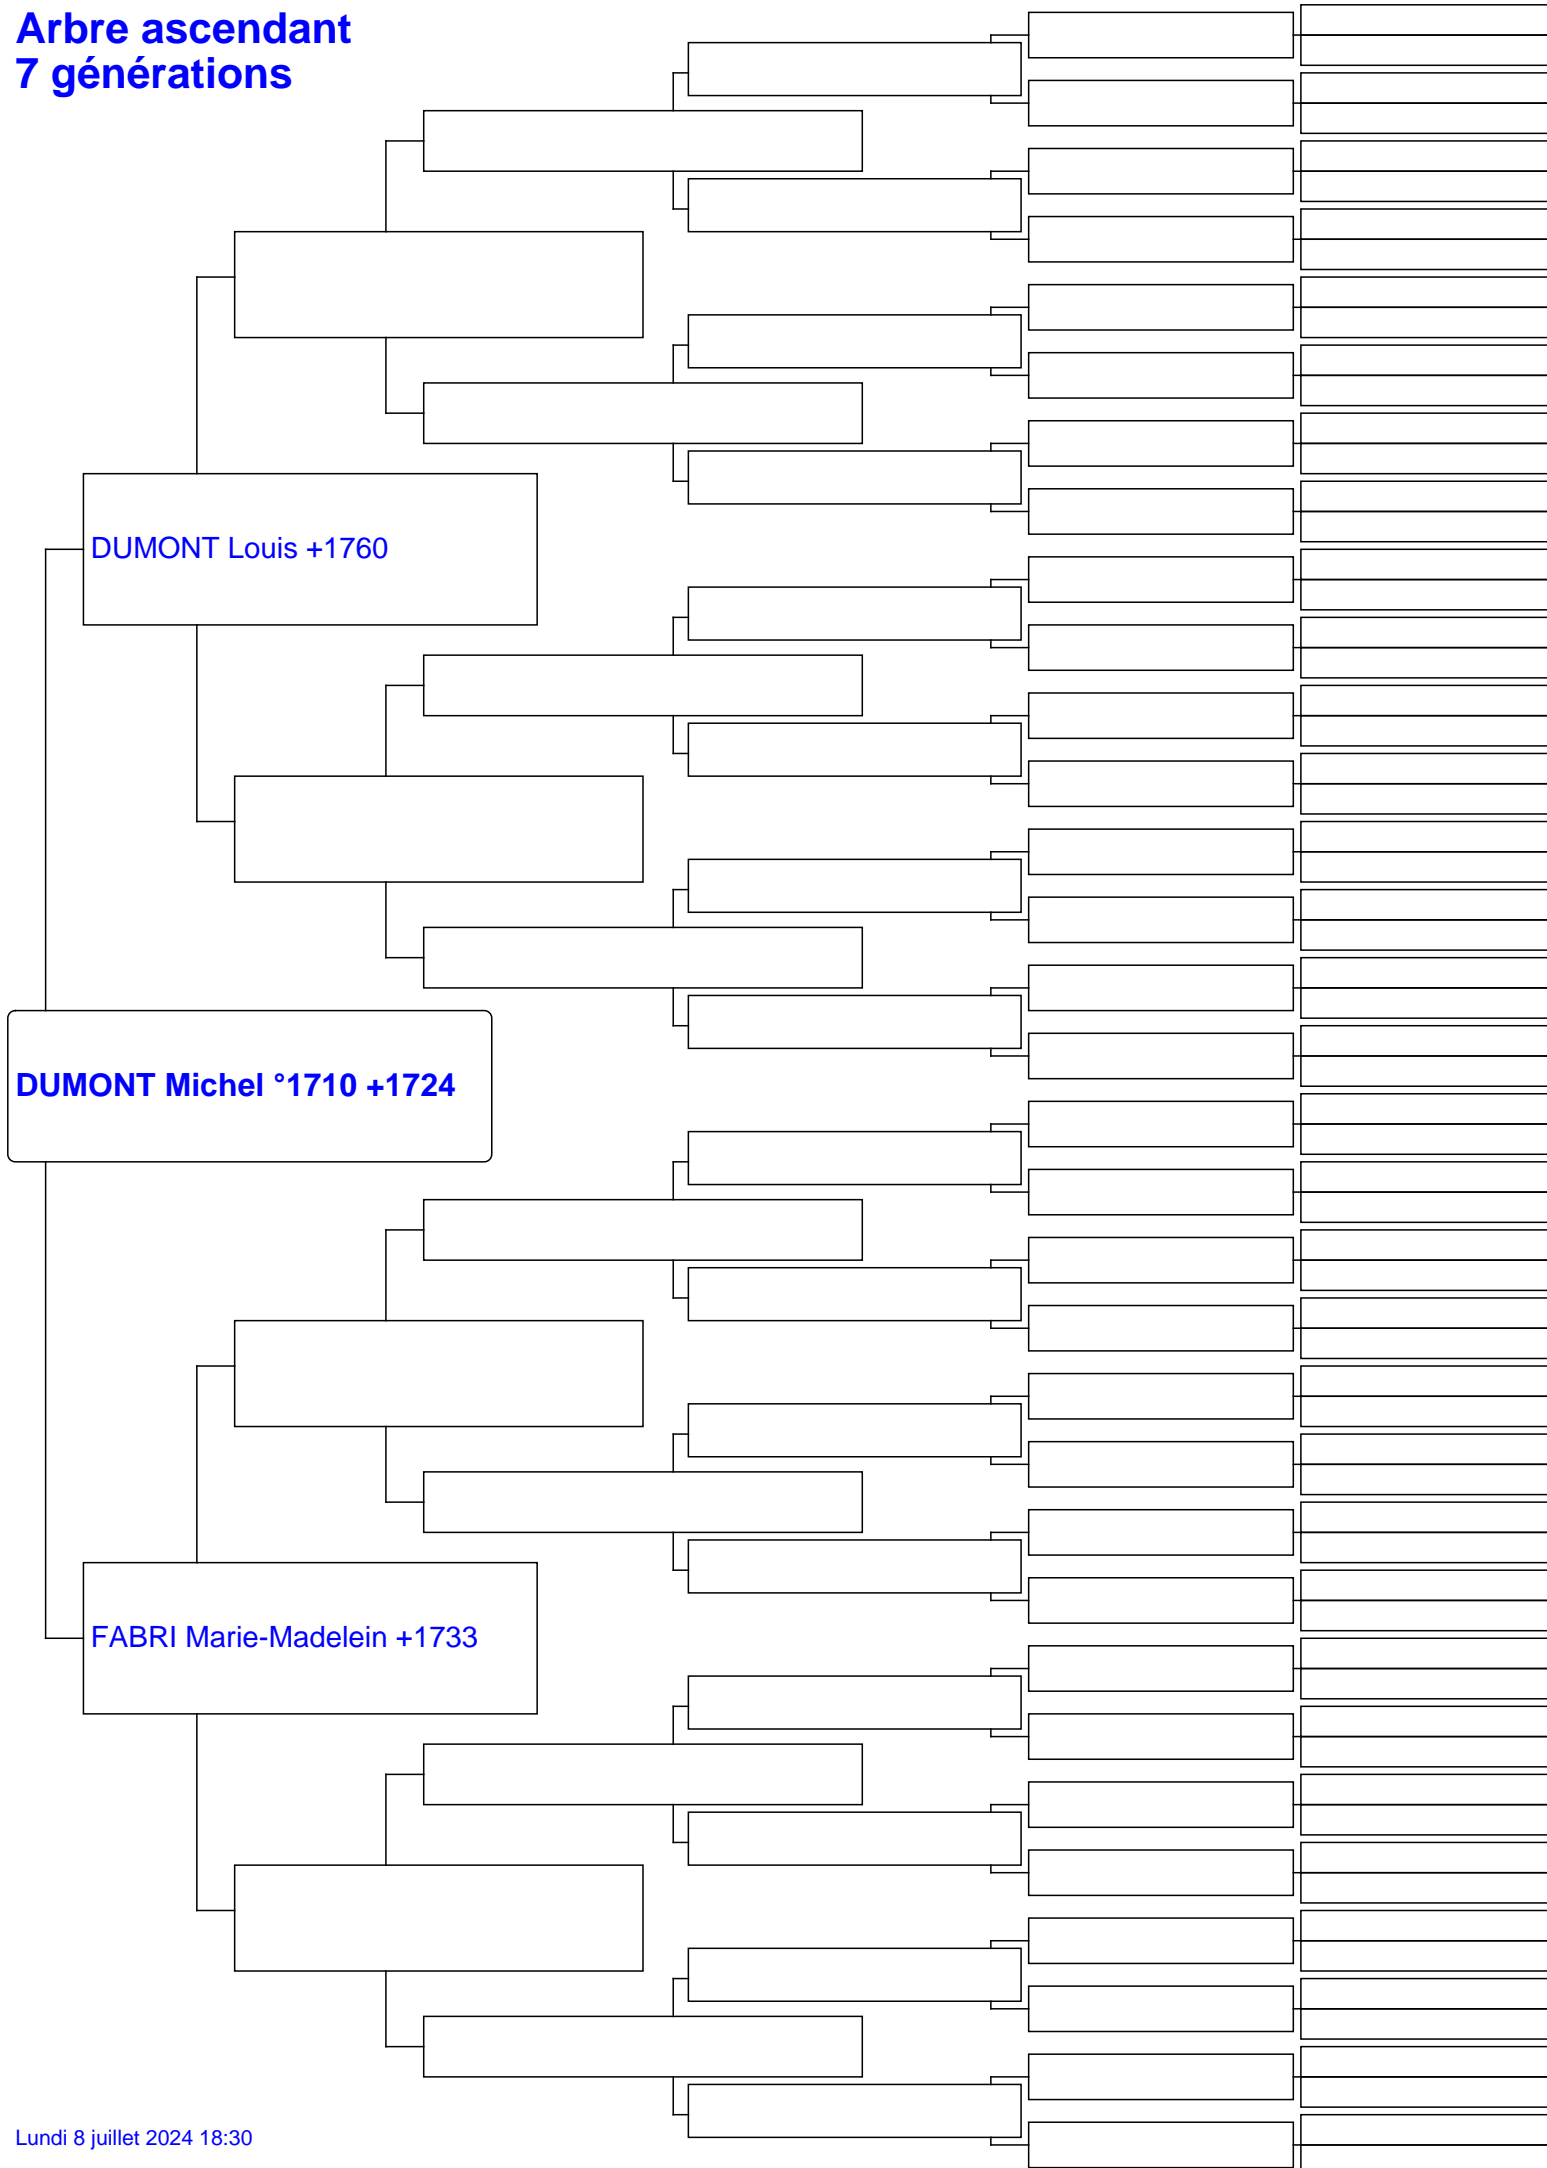 Arbre ascendant
7 générations
DUMONT Louis +1760
DUMONT Michel °1710 +1724
FABRI Marie-Madelein +1733
Lundi 8 juillet 2024 18:30